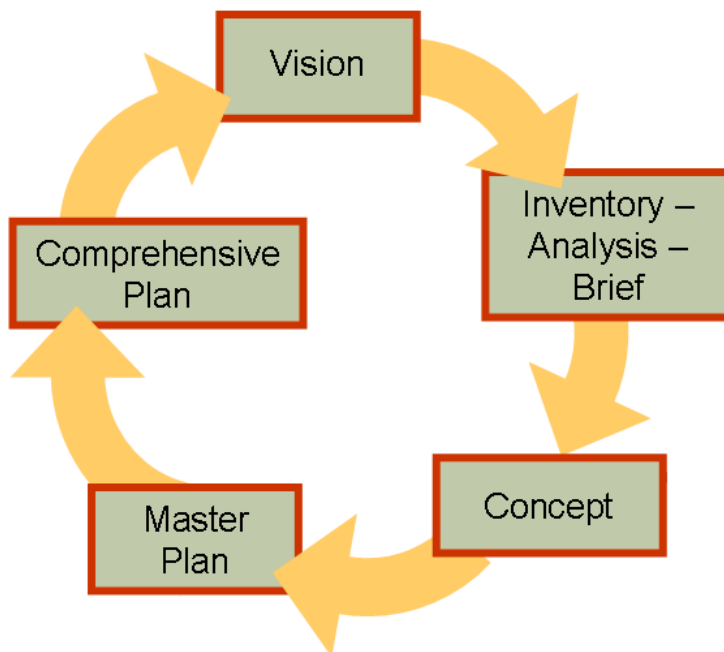 Vision
Inventory –
Analysis –
Brief
Concept
Master
Plan
Comprehensive
Plan